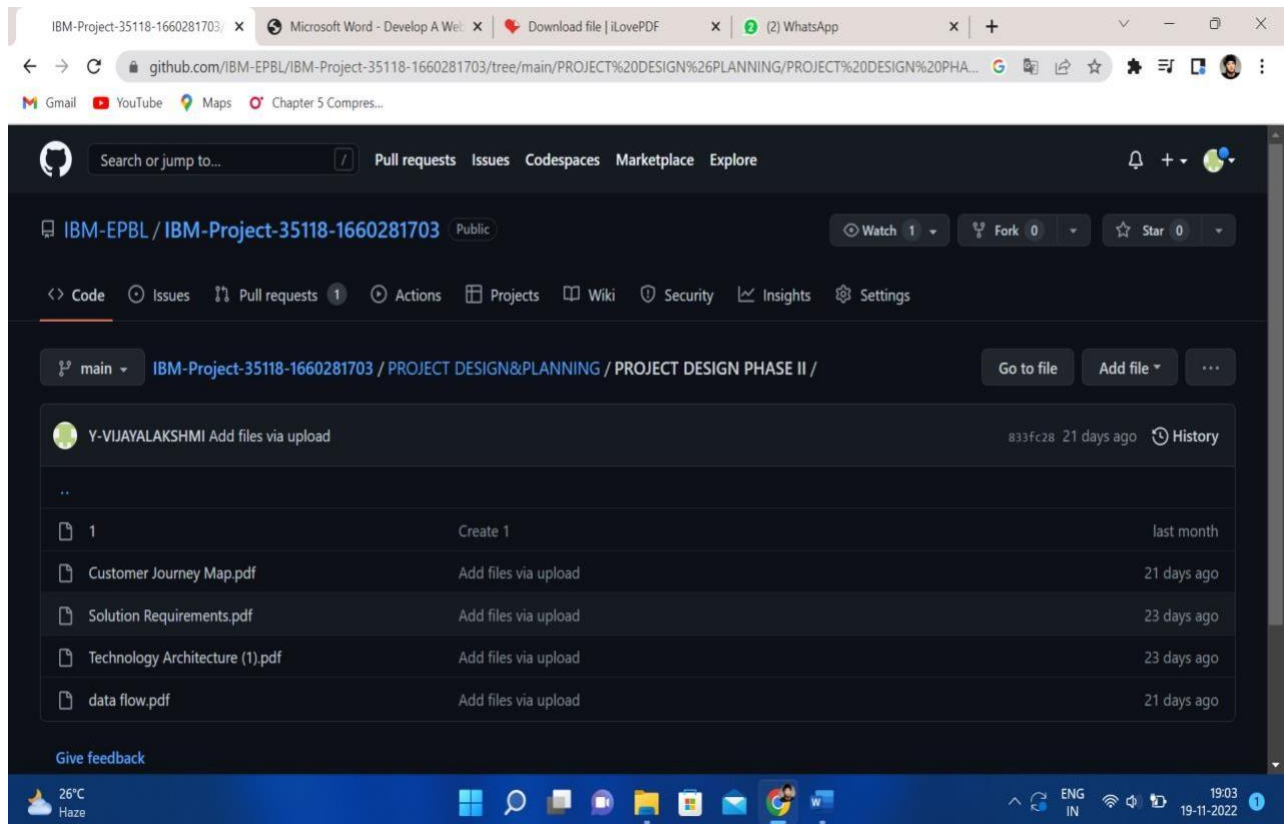 IBM-Project-35118-1660281703/
Microsoft Word - Develop A Web
Download file | iLovePDF
(2) WhatsApp
github.com/IBM-EPBL/IBM-Project-35118-1660281703/tree/main/PROJECT%20DESIGN%26PLANNING/PROJECT%20DESIGN%20PHA...
Gmail YouTube Maps Chapter 5 Compres...
Search or jump to... / Pull requests Issues Codespaces Marketplace Explore
IBM-EPBL / IBM-Project-35118-1660281703 Public Watch 1 Fork 0 Star 0
Code Issues Pull requests 1 Actions Projects Wiki Security Insights Settings
main IBM-Project-35118-1660281703 / PROJECT DESIGN&PLANNING / PROJECT DESIGN PHASE II / Go to file Add file ...
Y-VIJAYALAKSHMI Add files via upload 833fc28 21 days ago History
..
1 Create 1 last month
Customer Journey Map.pdf Add files via upload 21 days ago
Solution Requirements.pdf Add files via upload 23 days ago
Technology Architecture (1).pdf Add files via upload 23 days ago
data flow.pdf Add files via upload 21 days ago
Give feedback
26°C
Haze
ENG
IN
19:03
19-11-2022
1